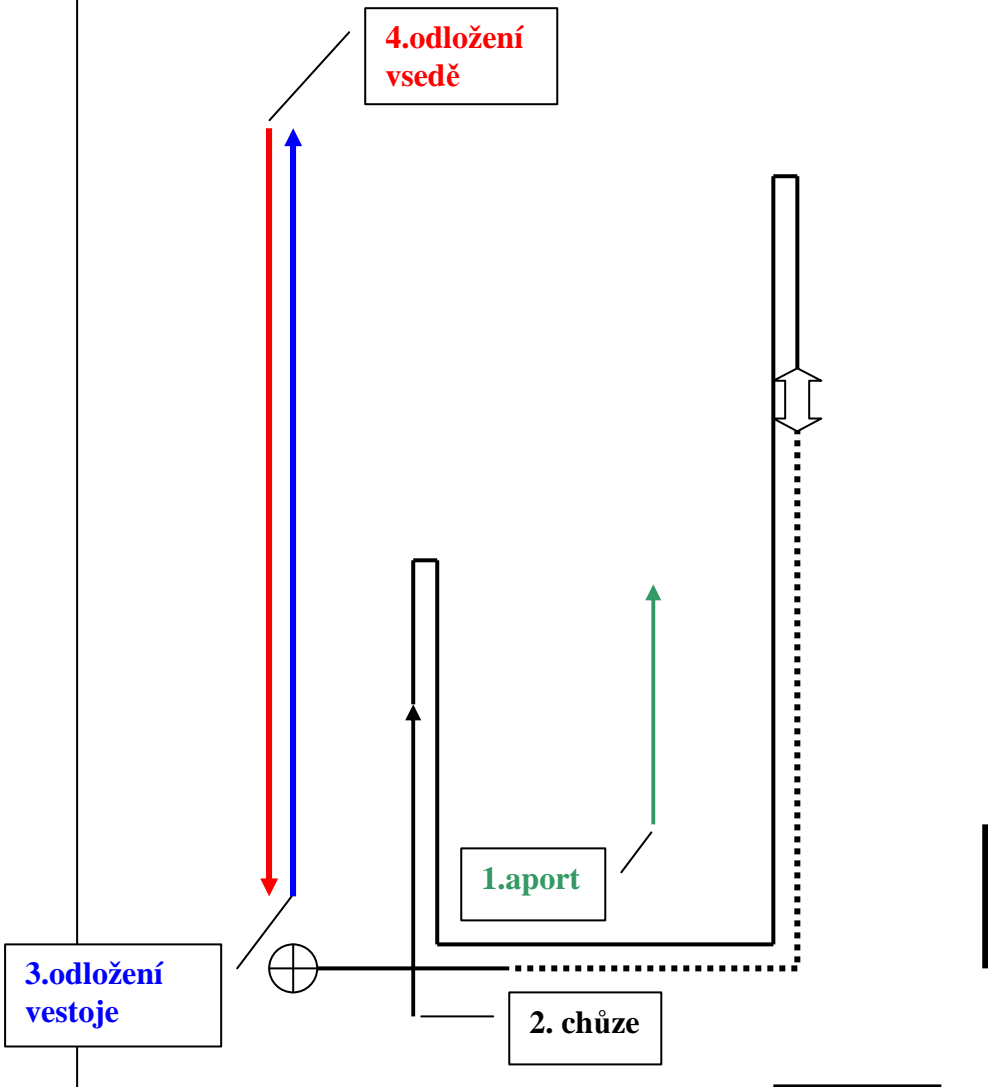 4.odložení
vsedě
1.aport
3.odložení
vestoje
2. chůze